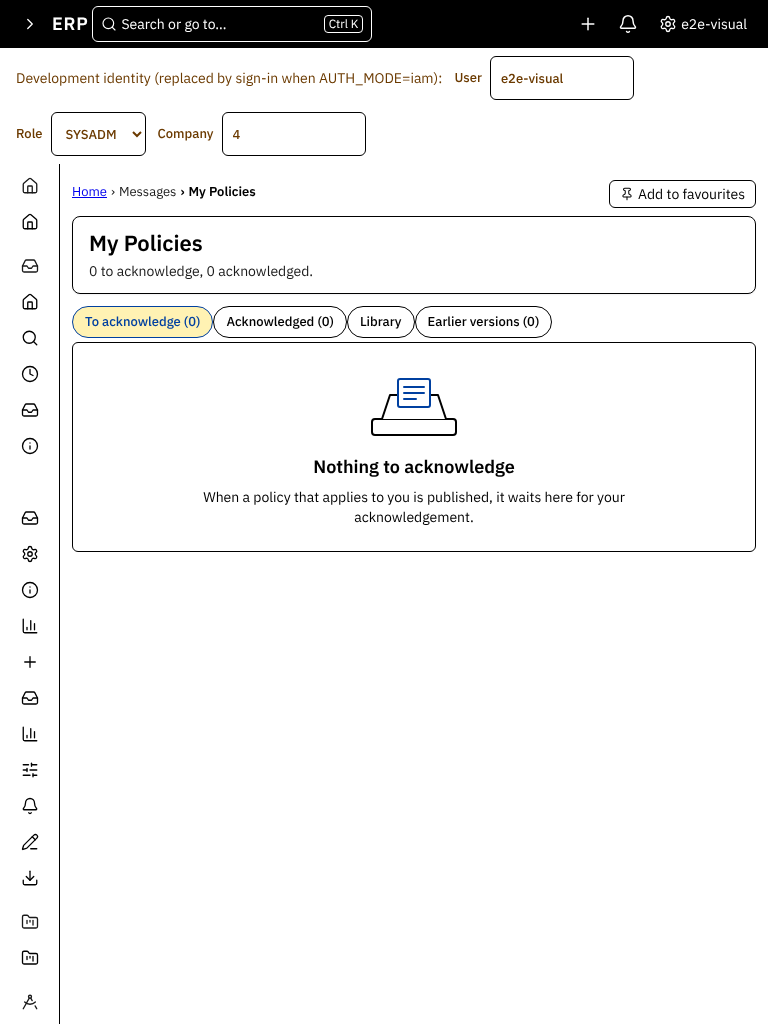 ERP
Search or go to... Ctrl K
e2e-visual
Development identity (replaced by sign-in when AUTH_MODE=iam): User e2e-visual
Role SYSADM Company 4
Home › Messages › My Policies
Add to favourites
My Policies
0 to acknowledge, 0 acknowledged.
To acknowledge (0) Acknowledged (0) Library Earlier versions (0)
Nothing to acknowledge
When a policy that applies to you is published, it waits here for your
acknowledgement.